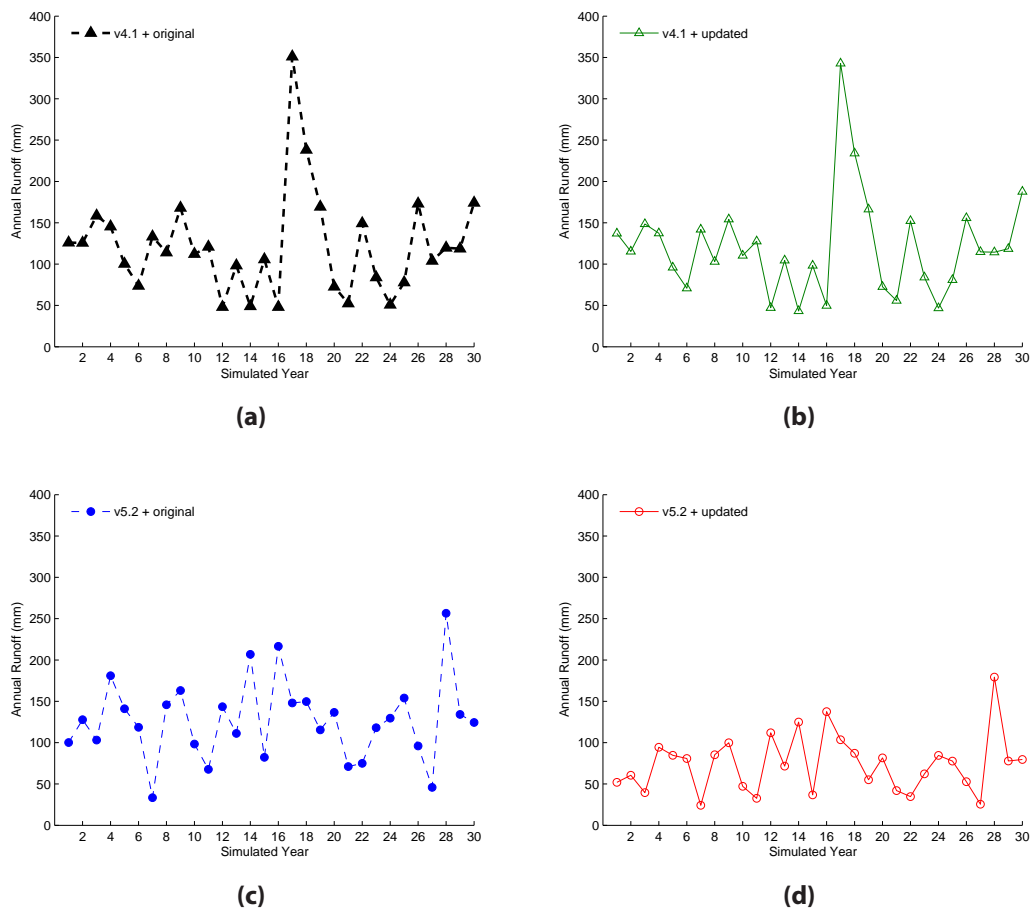 v4.1 + original
400
350
300
250
200
150
100
50
0
Annual Runoff (mm)
2 4 6 8 10 12 14 16 18 20 22 24 26 28 30
Simulated Year
(a)
v4.1 + updated
400
350
300
250
200
150
100
50
0
Annual Runoff (mm)
2 4 6 8 10 12 14 16 18 20 22 24 26 28 30
Simulated Year
(b)
v5.2 + original
400
350
300
250
200
150
100
50
0
Annual Runoff (mm)
2 4 6 8 10 12 14 16 18 20 22 24 26 28 30
Simulated Year
(c)
v5.2 + updated
400
350
300
250
200
150
100
50
0
Annual Runoff (mm)
2 4 6 8 10 12 14 16 18 20 22 24 26 28 30
Simulated Year
(d)